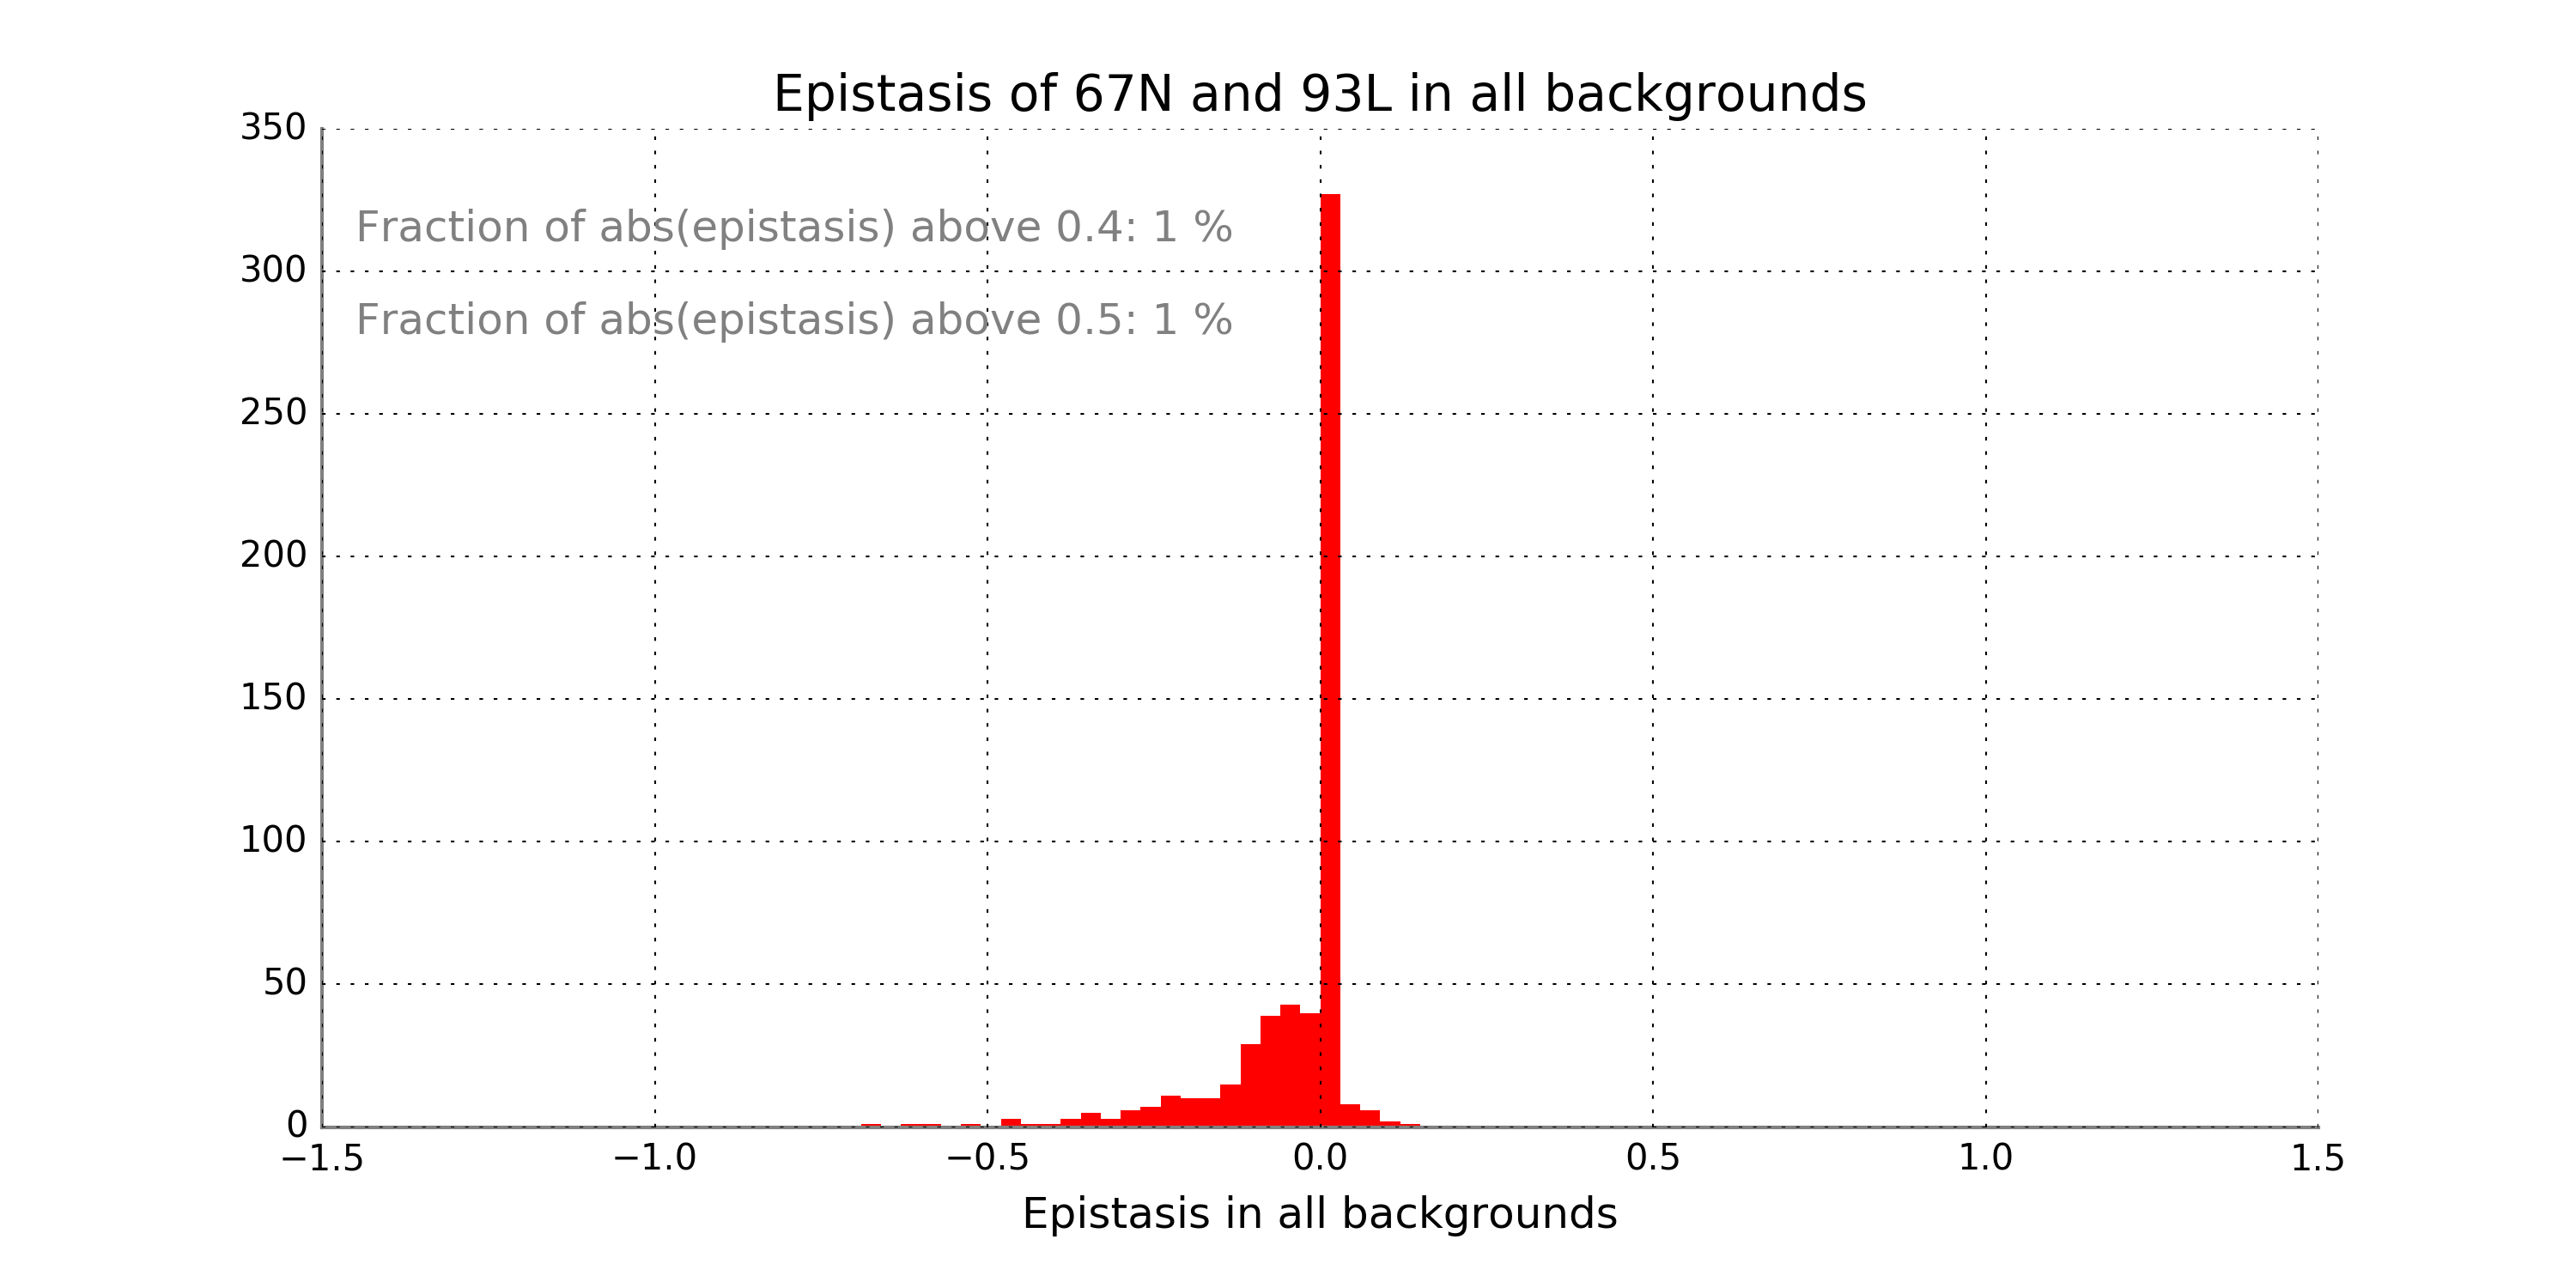 Epistasis of 67N and 93L in all backgrounds
350
Fraction of abs(epistasis) above 0.4: 1 %
300
Fraction of abs(epistasis) above 0.5: 1 %
250
200
150
100
50
0
−1.5 −1.0 −0.5 0.0 0.5 1.0 1.5
Epistasis in all backgrounds